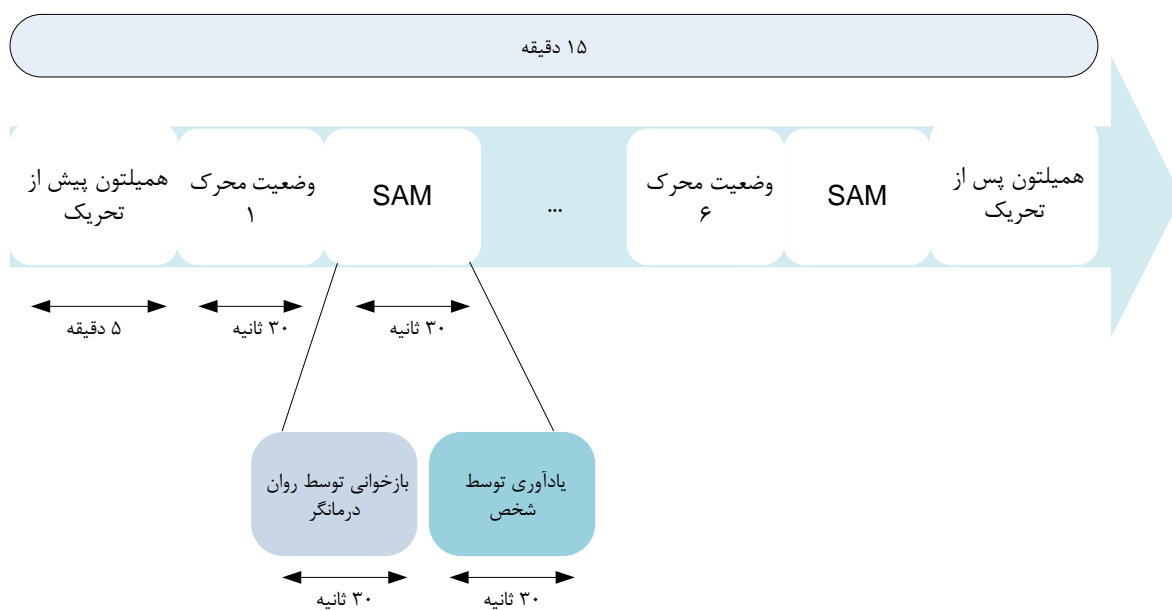 ۱۵ دقیقه
همیلتون پیش از
تحریک
وضعیت محرک
۱
SAM
...
وضعیت محرک
۶
SAM
همیلتون پس از
تحریک
۵ دقیقه
۳۰ ثانیه
۳۰ ثانیه
بازخوانی توسط روان
درمانگر
یادآوری توسط
شخص
۳۰ ثانیه
۳۰ ثانیه